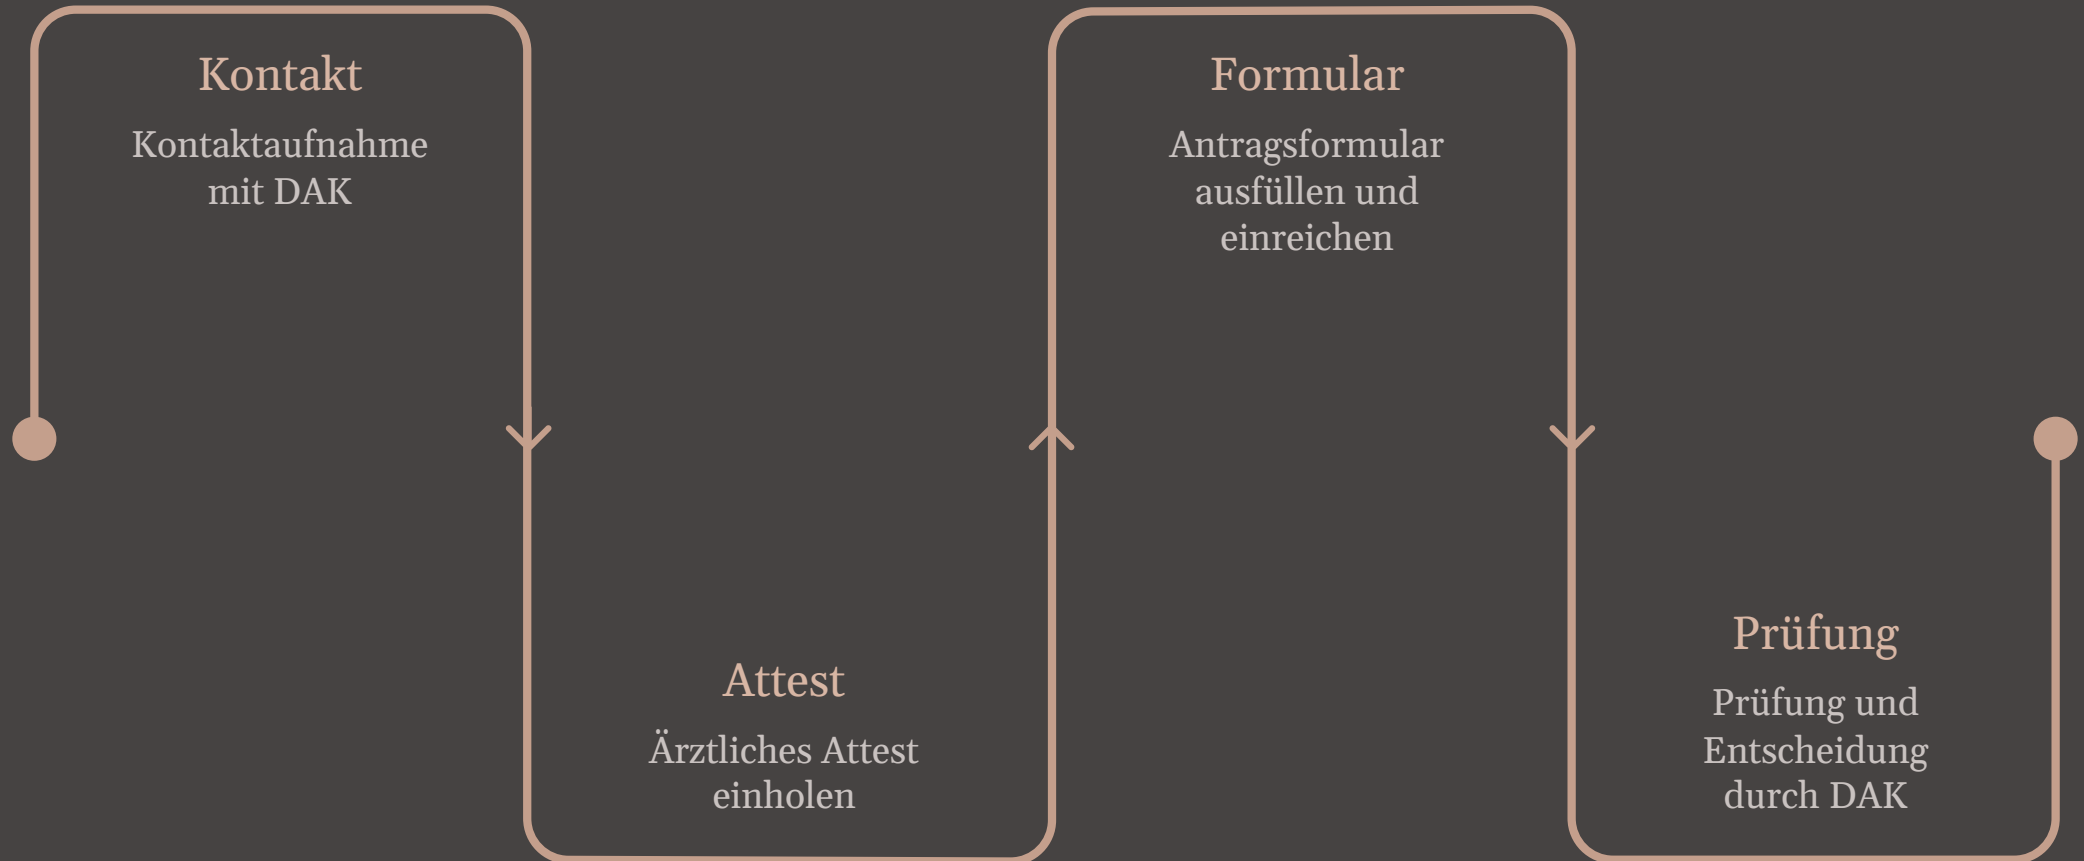 Kontakt
Kontaktaufnahme
mit DAK
Attest
Ärztliches Attest
einholen
Formular
Antragsformular
ausfüllen und
einreichen
Prüfung
Prüfung und
Entscheidung
durch DAK